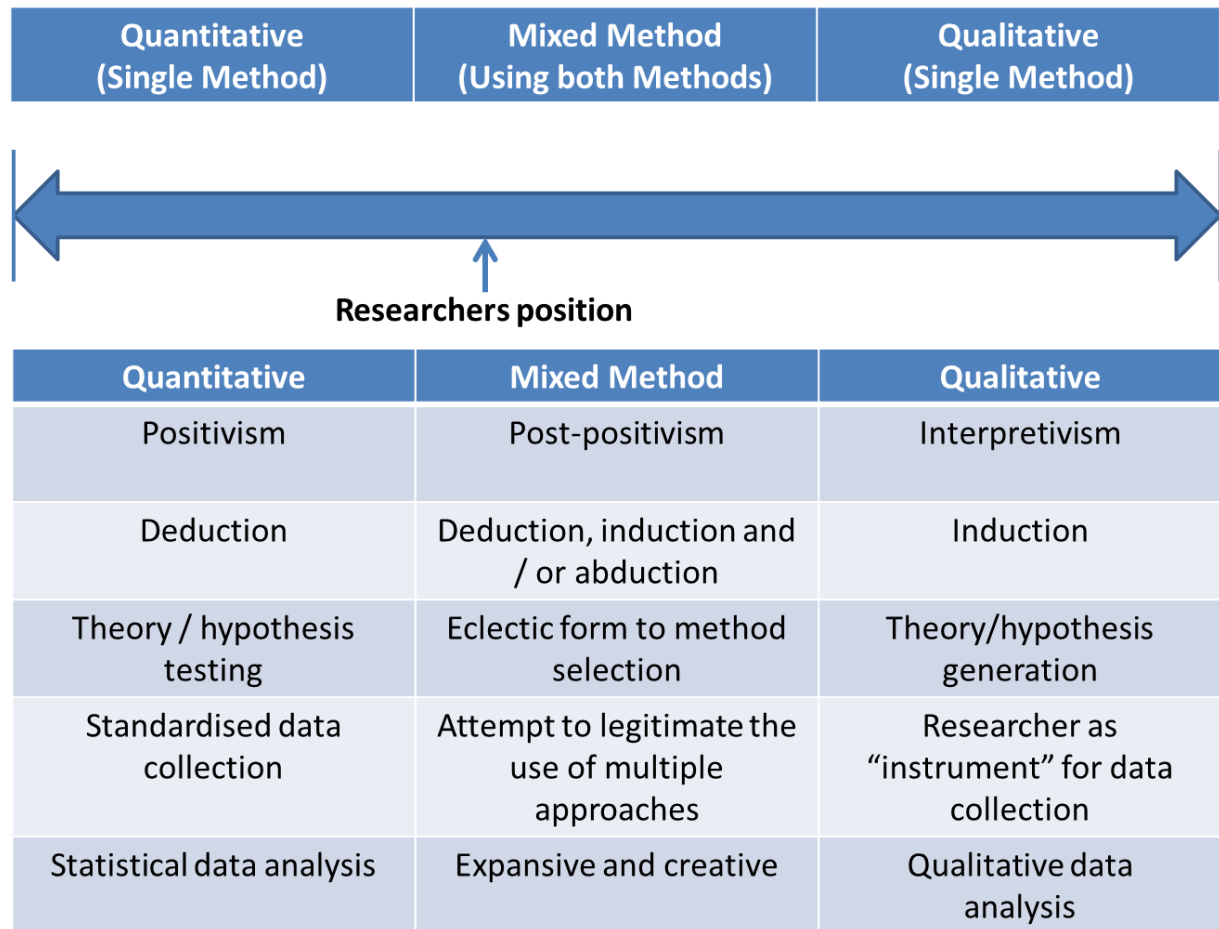 Quantitative
(Single Method)
Mixed Method
(Using both Methods)
Qualitative
(Single Method)
Researchers position
Quantitative
Mixed Method
Qualitative
Positivism
Post-positivism
Interpretivism
Deduction
Deduction, induction and
/ or abduction
Induction
Theory / hypothesis
testing
Eclectic form to method
selection
Theory/hypothesis
generation
Standardised data
collection
Attempt to legitimate the
use of multiple
approaches
Researcher as
“instrument” for data
collection
Statistical data analysis
Expansive and creative
Qualitative data
analysis